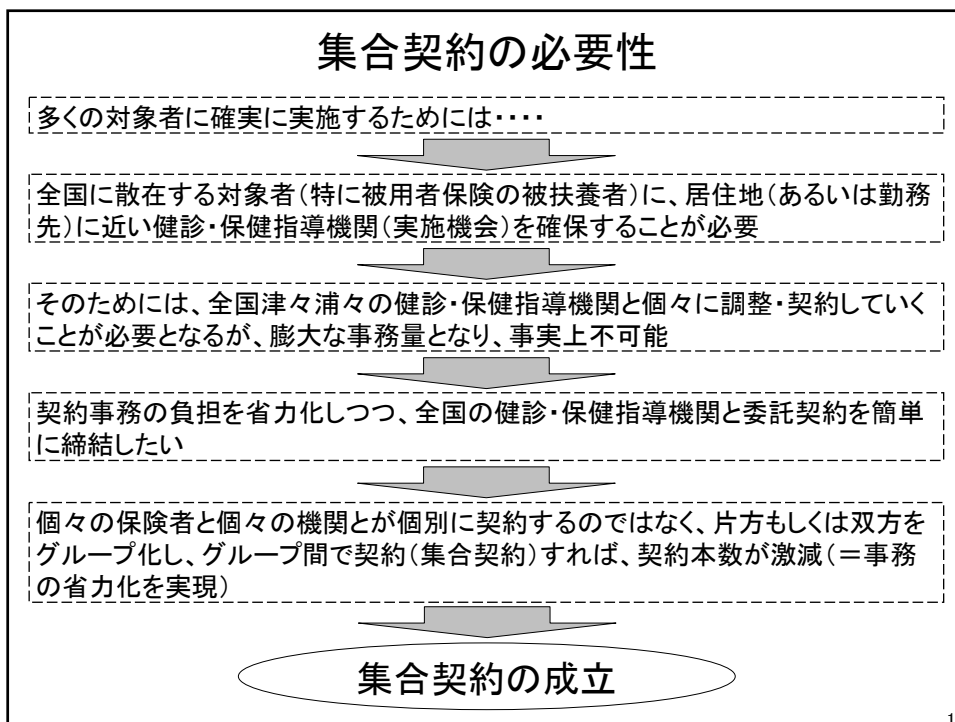 集合契約の必要性
多くの対象者に確実に実施するためには・・・・
全国に散在する対象者(特に被用者保険の被扶養者)に、居住地(あるいは勤務
先)に近い健診・保健指導機関(実施機会)を確保することが必要
そのためには、全国津々浦々の健診・保健指導機関と個々に調整・契約していく
ことが必要となるが、膨大な事務量となり、事実上不可能
契約事務の負担を省力化しつつ、全国の健診・保健指導機関と委託契約を簡単
に締結したい
個々の保険者と個々の機関とが個別に契約するのではなく、片方もしくは双方を
グループ化し、グループ間で契約(集合契約)すれば、契約本数が激減(=事務
の省力化を実現)
集合契約の成立
1